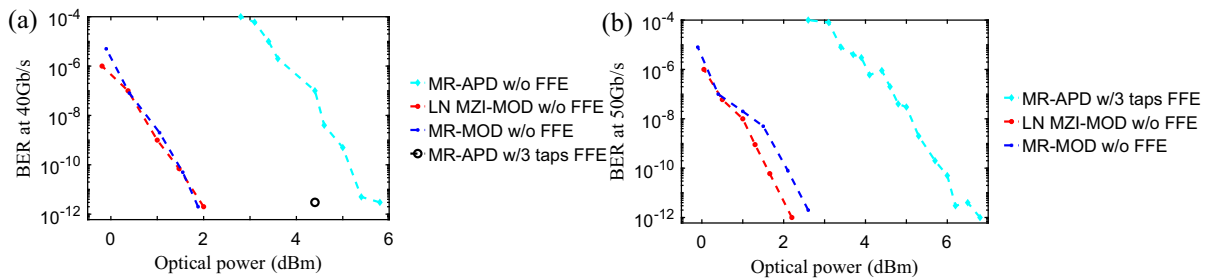 (a)
BER at 40Gb/s
10-4
10-6
10-8
10-10
10-12
0 2 4 6
Optical power (dBm)
MR-APD w/o FFE
LN MZI-MOD w/o FFE
MR-MOD w/o FFE
MR-APD w/3 taps FFE
(b)
BER at 50Gb/s
10-4
10-6
10-8
10-10
10-12
0 2 4 6
Optical power (dBm)
MR-APD w/3 taps FFE
LN MZI-MOD w/o FFE
MR-MOD w/o FFE